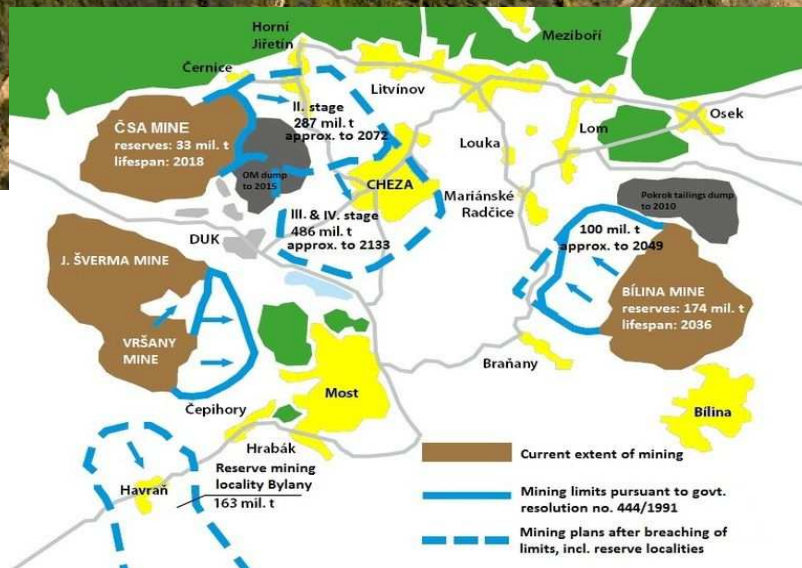 Horní
Jiřetín
Meziboří
Černice
Litvínov
Osek
II. stage
287 mil. t
approx. to 2072
ČSA MINE
reserves: 33 mil. t
lifespan: 2018
Lom
Louka
OM dump
to 2015
CHEZA
Mariánské
Radčice
Pokrok tailings dump
to 2010
III. & IV. stage
486 mil. t
approx. to 2133
100 mil. t
approx. to 2049
DUK
J. ŠVERMA MINE
BÍLINA MINE
reserves: 174 mil. t
lifespan: 2036
VRŠANY
MINE
Braňany
Most
Bílina
Čepihory
Hrabák
Reserve mining
locality Bylany
163 mil. t
Havraň
Current extent of mining
Mining limits pursuant to govt.
resolution no. 444/1991
Mining plans after breaching of
limits, incl. reserve localities